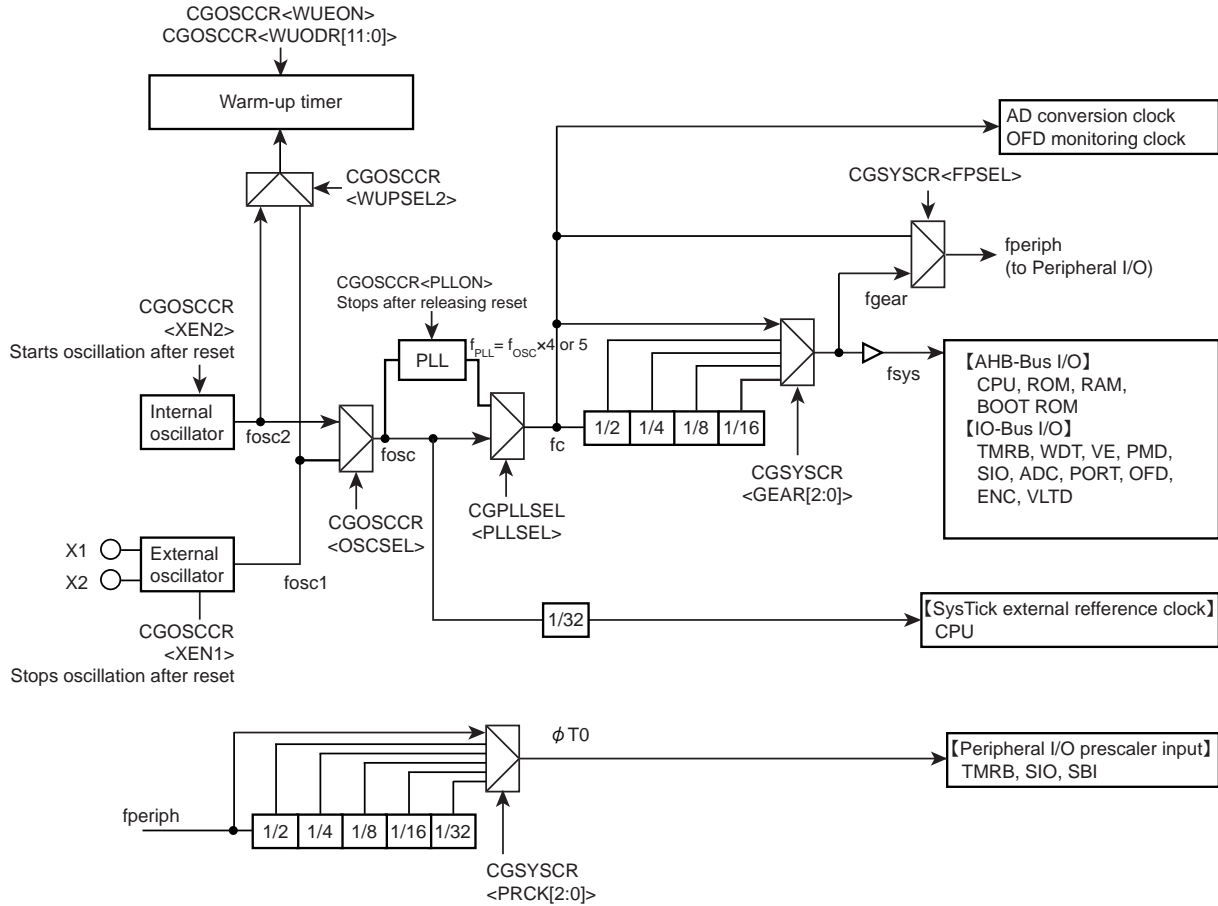 CGOSCCR<WUEON>
CGOSCCR<WUODR[11:0]>
Warm-up timer
AD conversion clock
OFD monitoring clock
CGOSCCR
<WUPSEL2>
CGSYSCR<FPSEL>
fperiph
(to Peripheral I/O)
CGOSCCR<PLLON>
Stops after releasing reset
fgear
CGOSCCR
<XEN2>
Starts oscillation after reset
PLL
fPLL= fOSC×4 or 5
fsys
【AHB-Bus I/O】
CPU, ROM, RAM,
BOOT ROM
【IO-Bus I/O】
TMRB, WDT, VE, PMD,
SIO, ADC, PORT, OFD,
ENC, VLTD
Internal
oscillator
fosc2
fosc
fc
1/2
1/4
1/8
1/16
CGSYSCR
<GEAR[2:0]>
CGOSCCR
<OSCSEL>
CGPLLSEL
<PLLSEL>
X1
X2
External
oscillator
fosc1
CGOSCCR
<XEN1>
Stops oscillation after reset
1/32
【SysTick external refference clock】
CPU
ϕT0
【Peripheral I/O prescaler input】
TMRB, SIO, SBI
fperiph
1/2
1/4
1/8
1/16
1/32
CGSYSCR
<PRCK[2:0]>